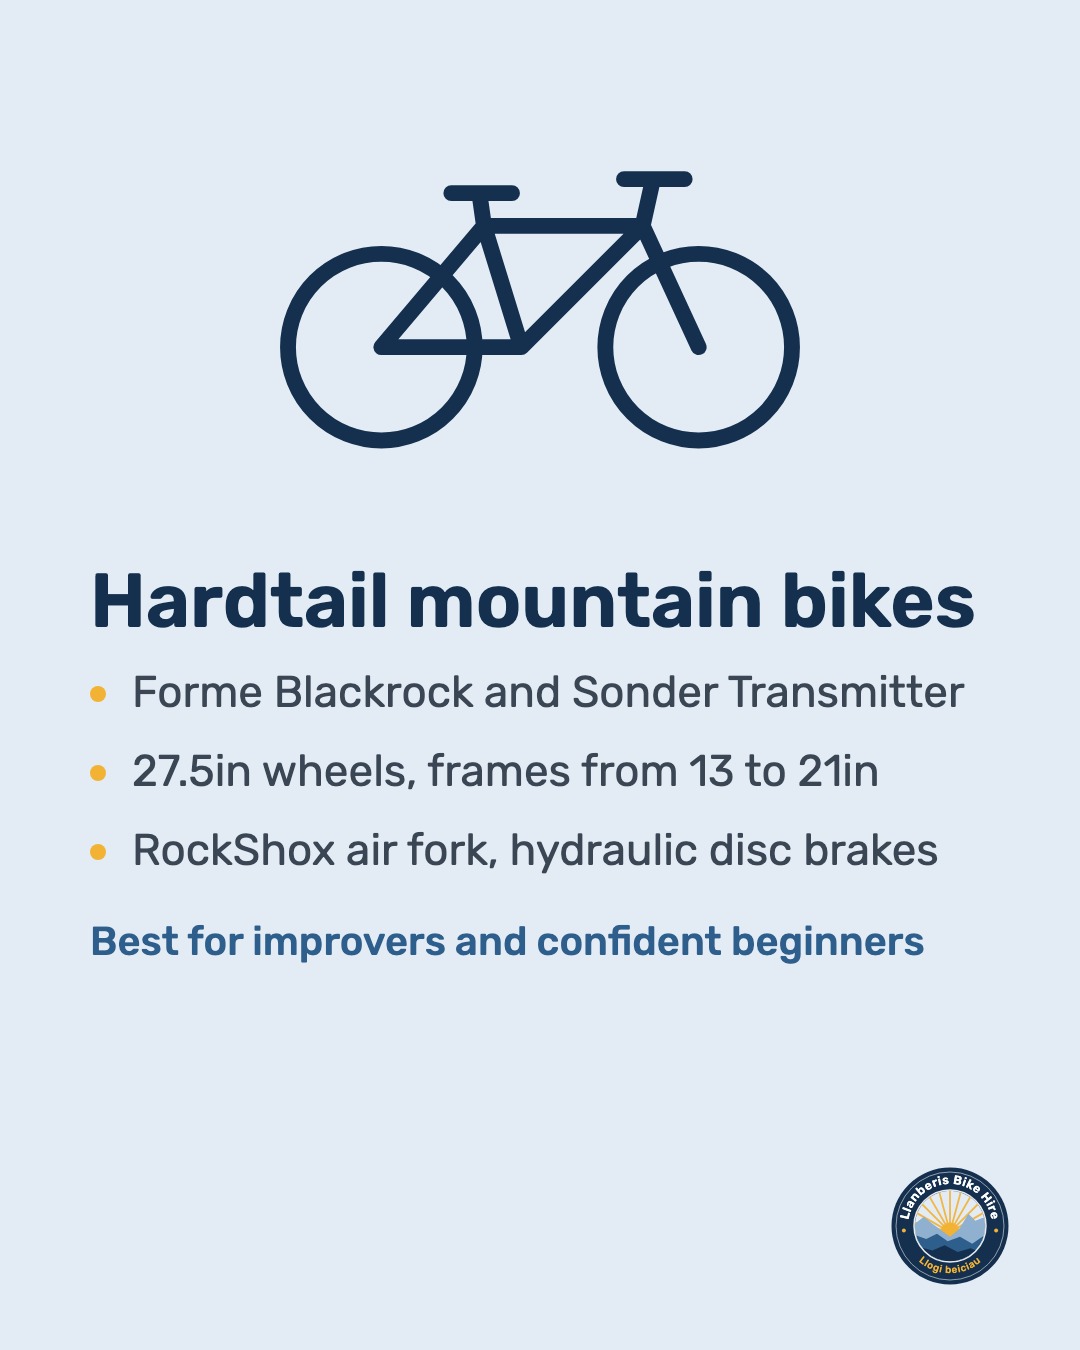 Hardtail mountain bikes
Forme Blackrock and Sonder Transmitter
27.5in wheels, frames from 13 to 21in
RockShox air fork, hydraulic disc brakes
Best for improvers and confident beginners
Llanberis Bike Hire
Llogi beiciau